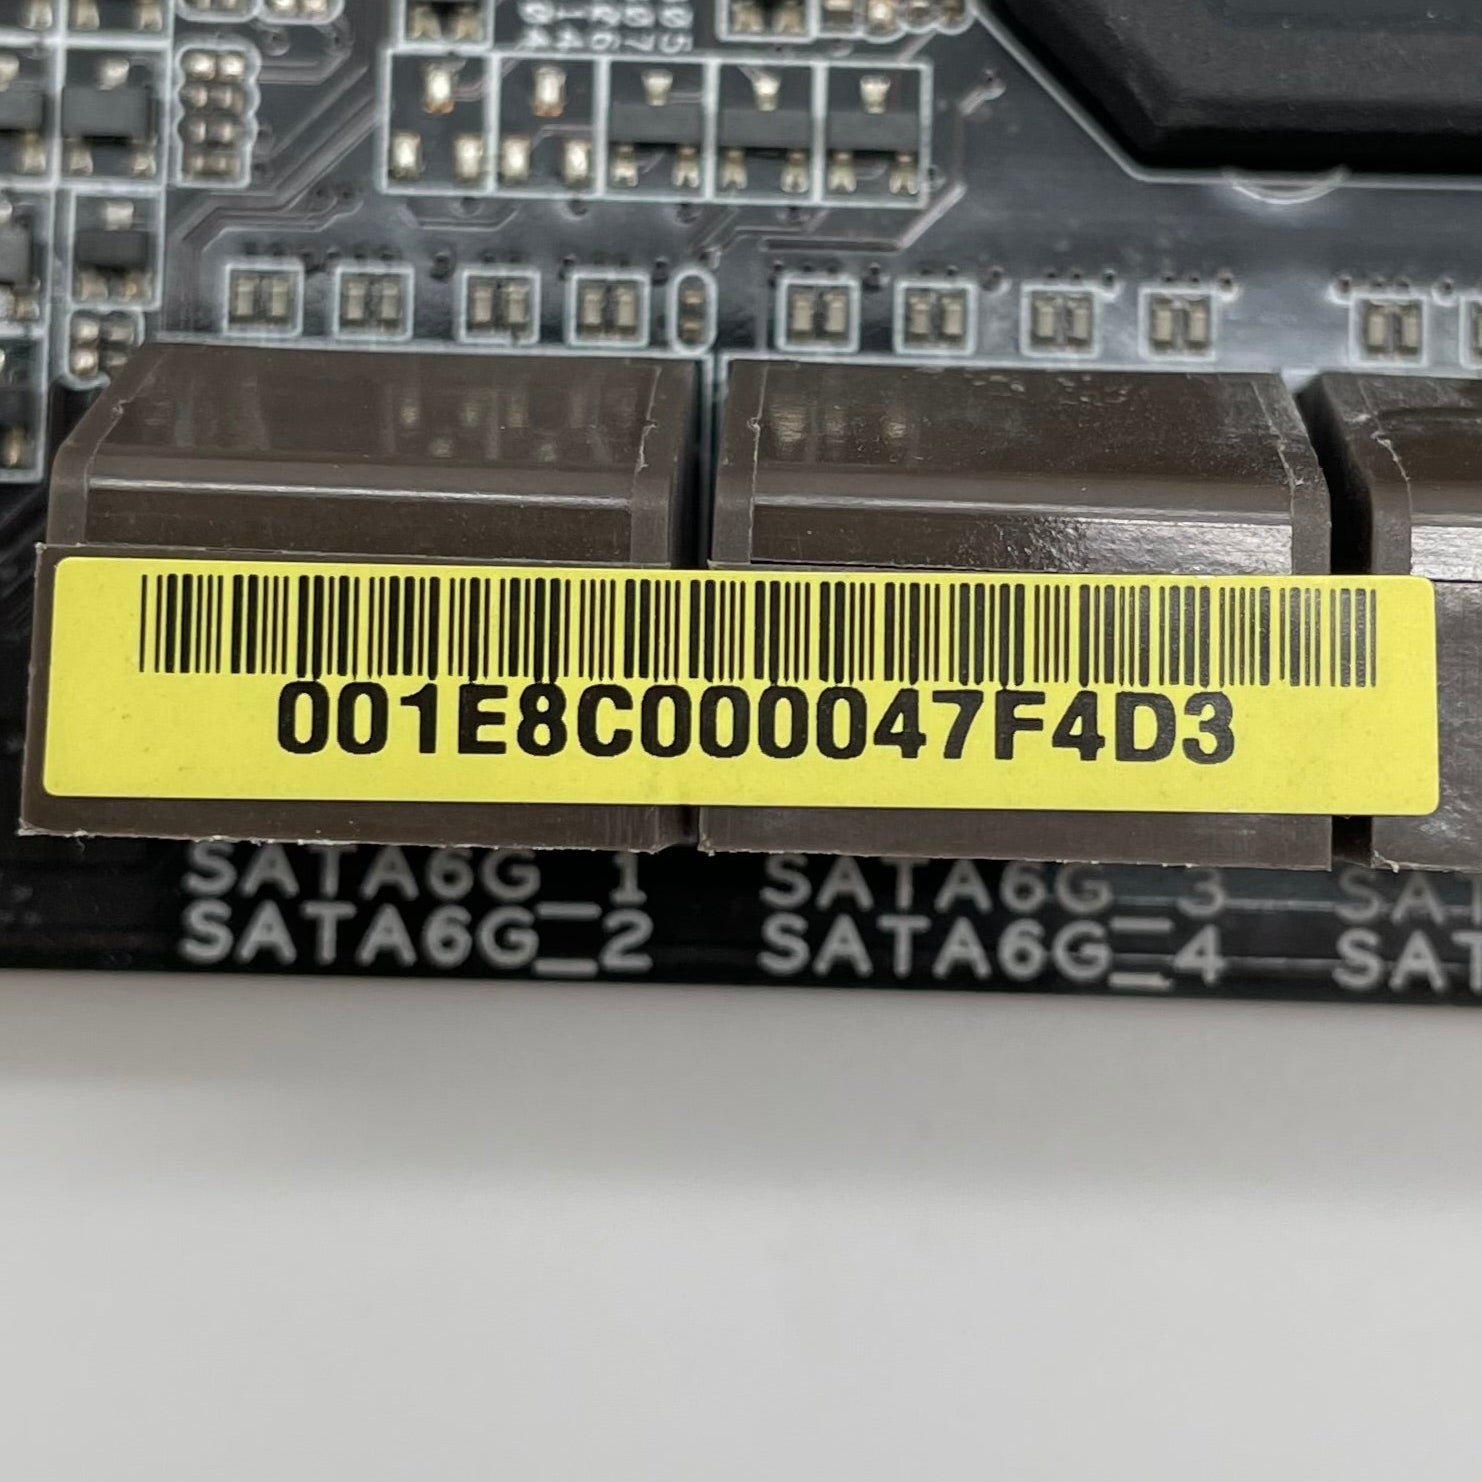 001E8C000047F4D3
SATA6G_1
SATA6G_2
SATA6G_3
SATA6G_4